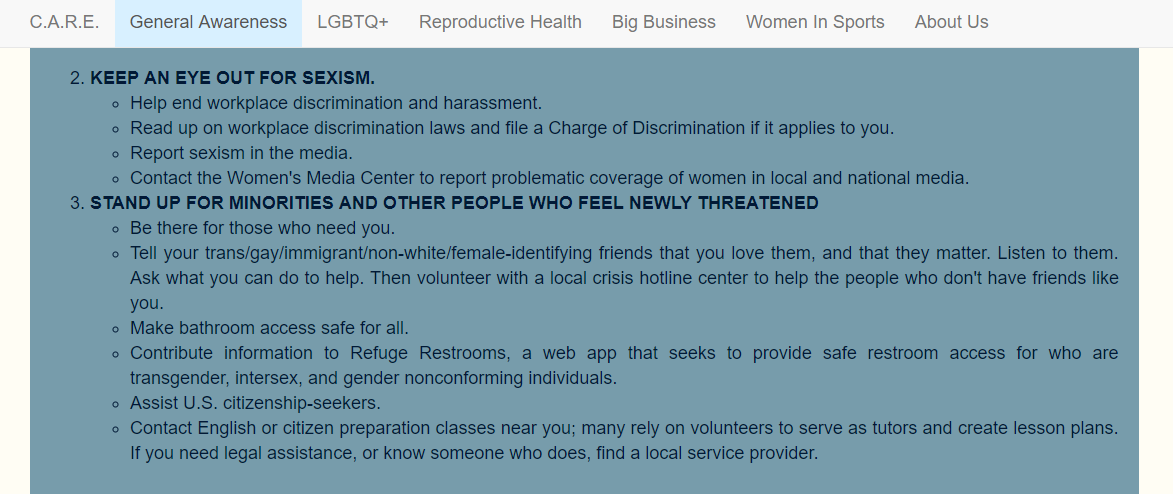 C.A.R.E. General Awareness LGBTQ+ Reproductive Health Big Business Women In Sports About Us
2. KEEP AN EYE OUT FOR SEXISM.
Help end workplace discrimination and harassment.
Read up on workplace discrimination laws and file a Charge of Discrimination if it applies to you.
Report sexism in the media.
Contact the Women's Media Center to report problematic coverage of women in local and national media.
3. STAND UP FOR MINORITIES AND OTHER PEOPLE WHO FEEL NEWLY THREATENED
Be there for those who need you.
Tell your trans/gay/immigrant/non-white/female-identifying friends that you love them, and that they matter. Listen to them.
Ask what you can do to help. Then volunteer with a local crisis hotline center to help the people who don't have friends like
you.
Make bathroom access safe for all.
Contribute information to Refuge Restrooms, a web app that seeks to provide safe restroom access for who are
transgender, intersex, and gender nonconforming individuals.
Assist U.S. citizenship-seekers.
Contact English or citizen preparation classes near you; many rely on volunteers to serve as tutors and create lesson plans.
If you need legal assistance, or know someone who does, find a local service provider.